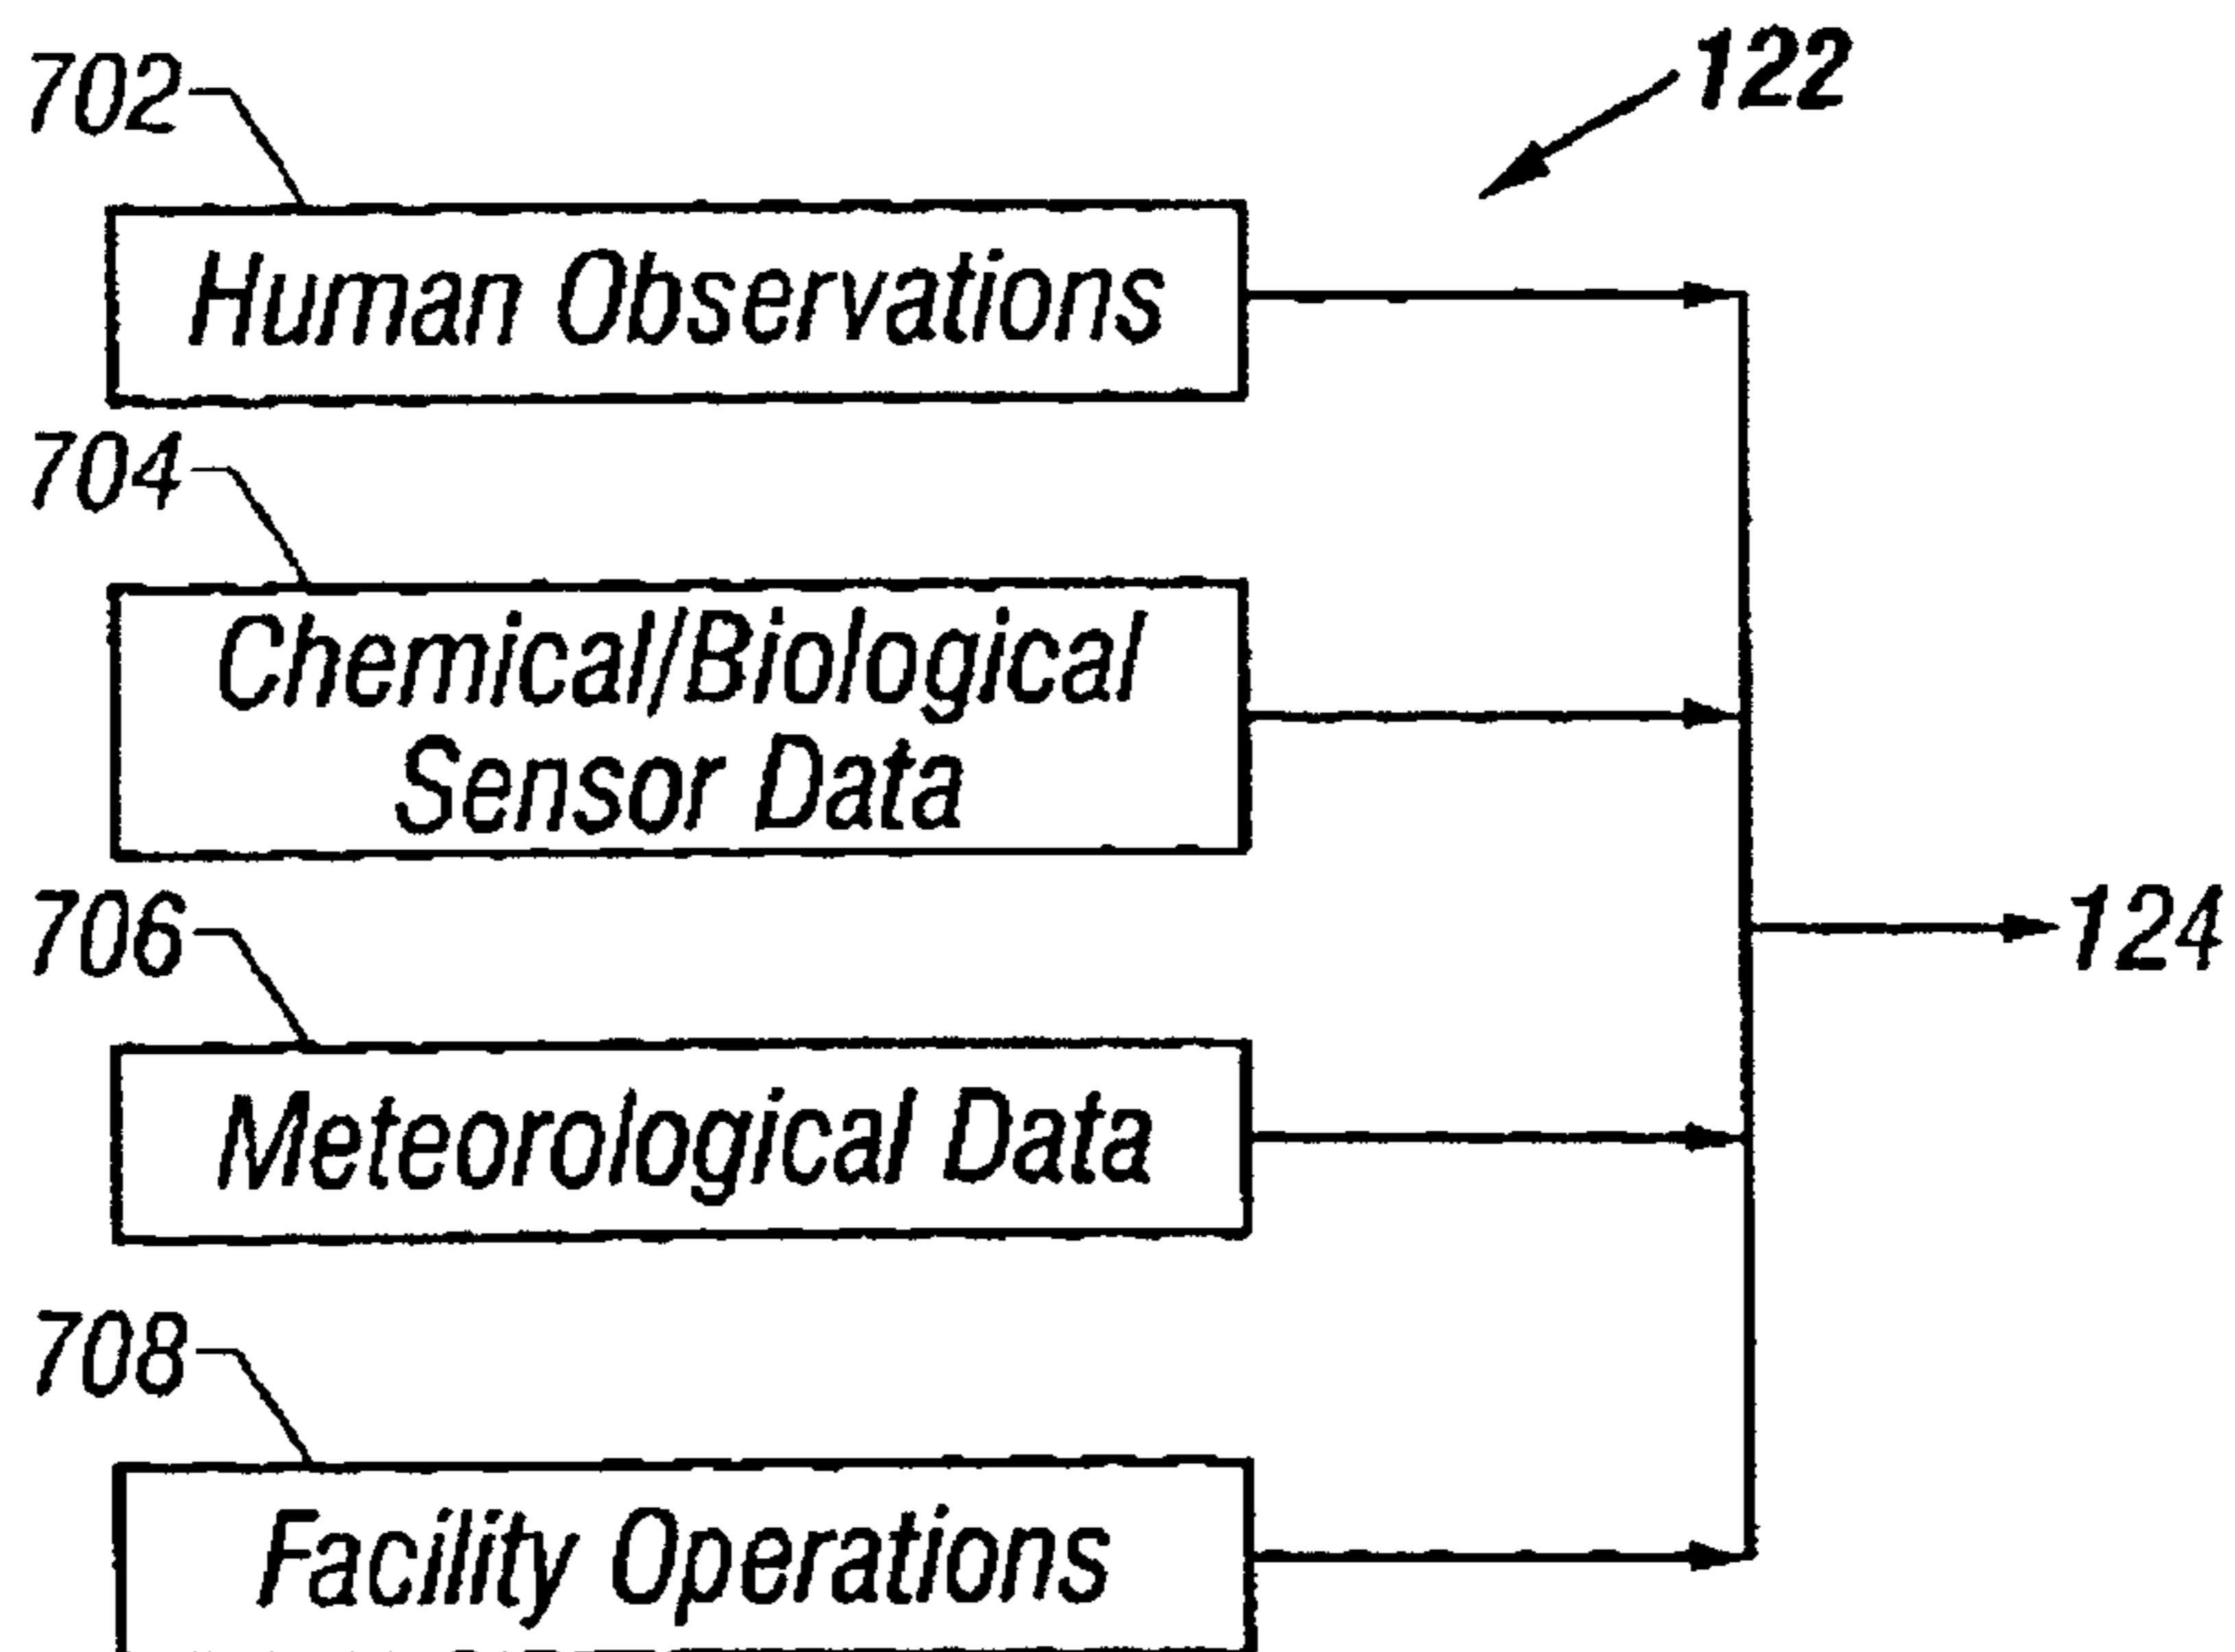 702
122
Human Observations
704
Chemical/Biological
Sensor Data
706
124
Meteorological Data
708
Facility Operations